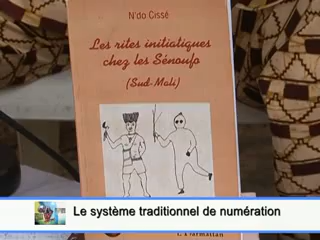 N'do Cissé
Les rites initiatiques
chez les Sénoufo
(Sud-Mali)
L'Harmattan
Le système traditionnel de numération